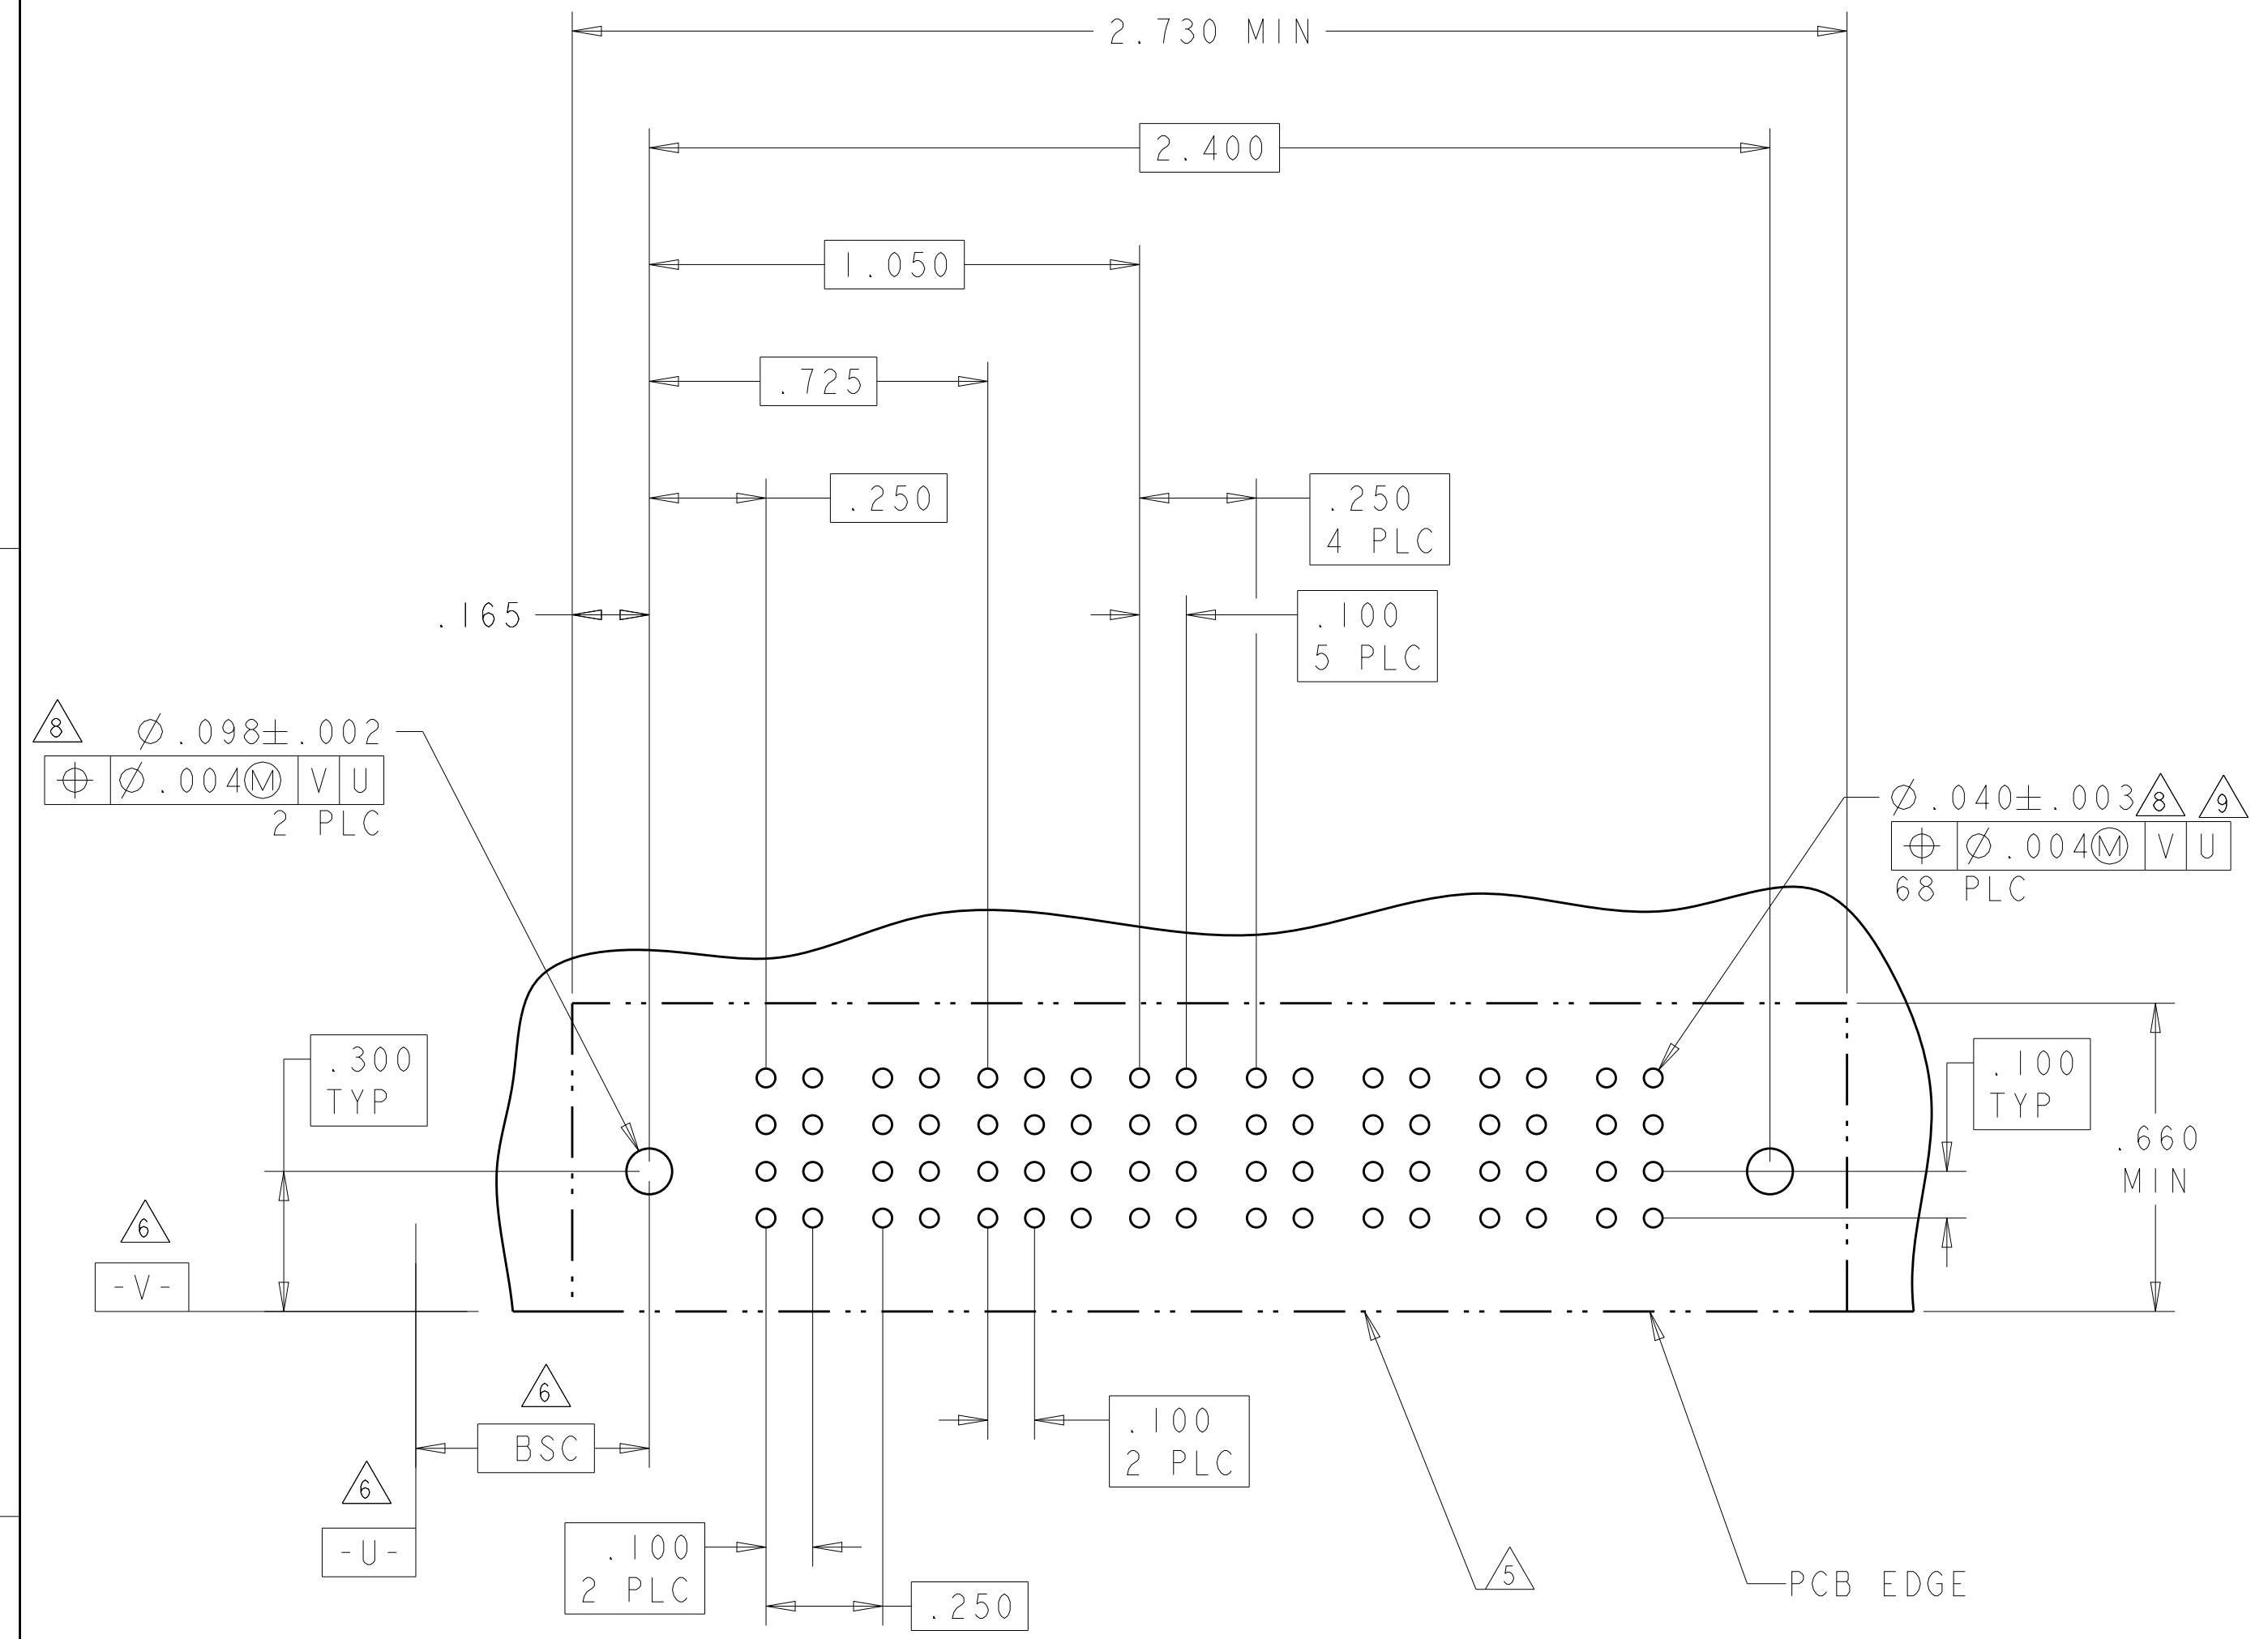 2.730 MIN
2.400
1.050
.725
.250
.250
4 PLC
.165
.100
5 PLC
8
⌀.098±.002
⌖ ⌀.004Ⓜ V U
2 PLC
⌀.040±.003
8
9
⌖ ⌀.004Ⓜ V U
68 PLC
.300
TYP
.100
TYP
.660
MIN
6
-V-
6
BSC
6
-U-
.100
2 PLC
.100
2 PLC
.250
5
PCB EDGE